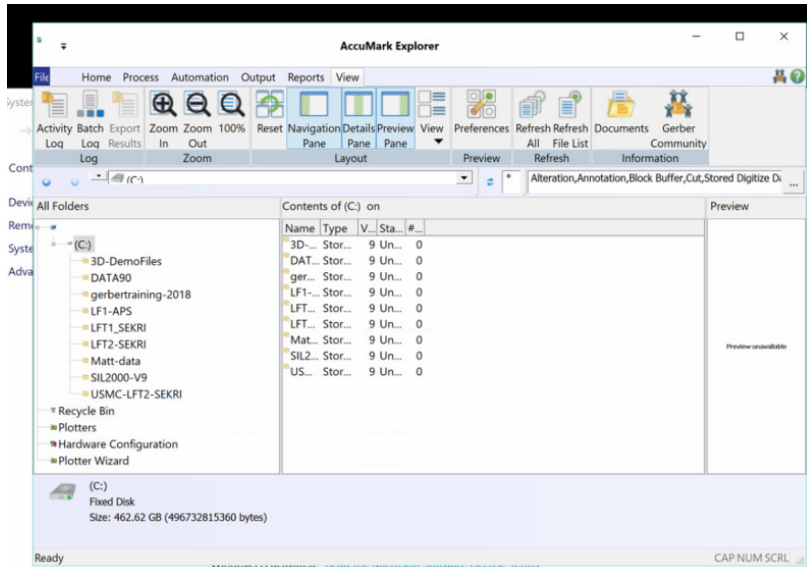 AccuMark Explorer
File Home Process Automation Output Reports View
Activity Log Batch Log Export Results Zoom In Zoom Out 100% Reset Navigation Pane Details Pane Preview Pane View Preferences Refresh All Refresh File List Documents Gerber Community
Log Zoom Layout Preview Refresh Information
(C:) * Alteration,Annotation,Block Buffer,Cut,Stored Digitize ...
All Folders Contents of (C:) on Preview
Name Type V... Sta... #...
(C:) 3D-... Stor... 9 Un... 0
3D-DemoFiles DAT... Stor... 9 Un... 0
DATA90 ger... Stor... 9 Un... 0
gerbertraining-2018 LF1-... Stor... 9 Un... 0
LF1-APS LFT... Stor... 9 Un... 0
LFT1_SEKRI LFT... Stor... 9 Un... 0
LFT2-SEKRI Mat... Stor... 9 Un... 0
Matt-data SIL2... Stor... 9 Un... 0
SIL2000-V9 US... Stor... 9 Un... 0
USMC-LFT2-SEKRI
Recycle Bin
Plotters
Hardware Configuration
Plotter Wizard
Preview unavailable
(C:)
Fixed Disk
Size: 462.62 GB (496732815360 bytes)
Ready CAP NUM SCRL